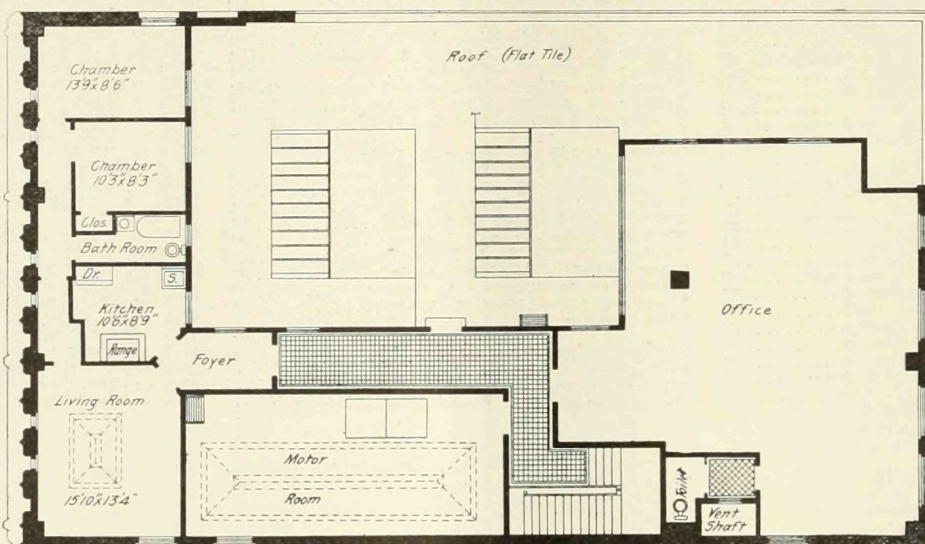 Roof (Flat Tile)
Chamber
13'9"x8'6"
Chamber
10'3"x8'3"
Clos.
Bath Room
Dr.
S.
Kitchen
10'6"x8'9"
Range
Foyer
Office
Living Room
15'10"x13'4"
Motor
Room
Toilet
Vent
Shaft